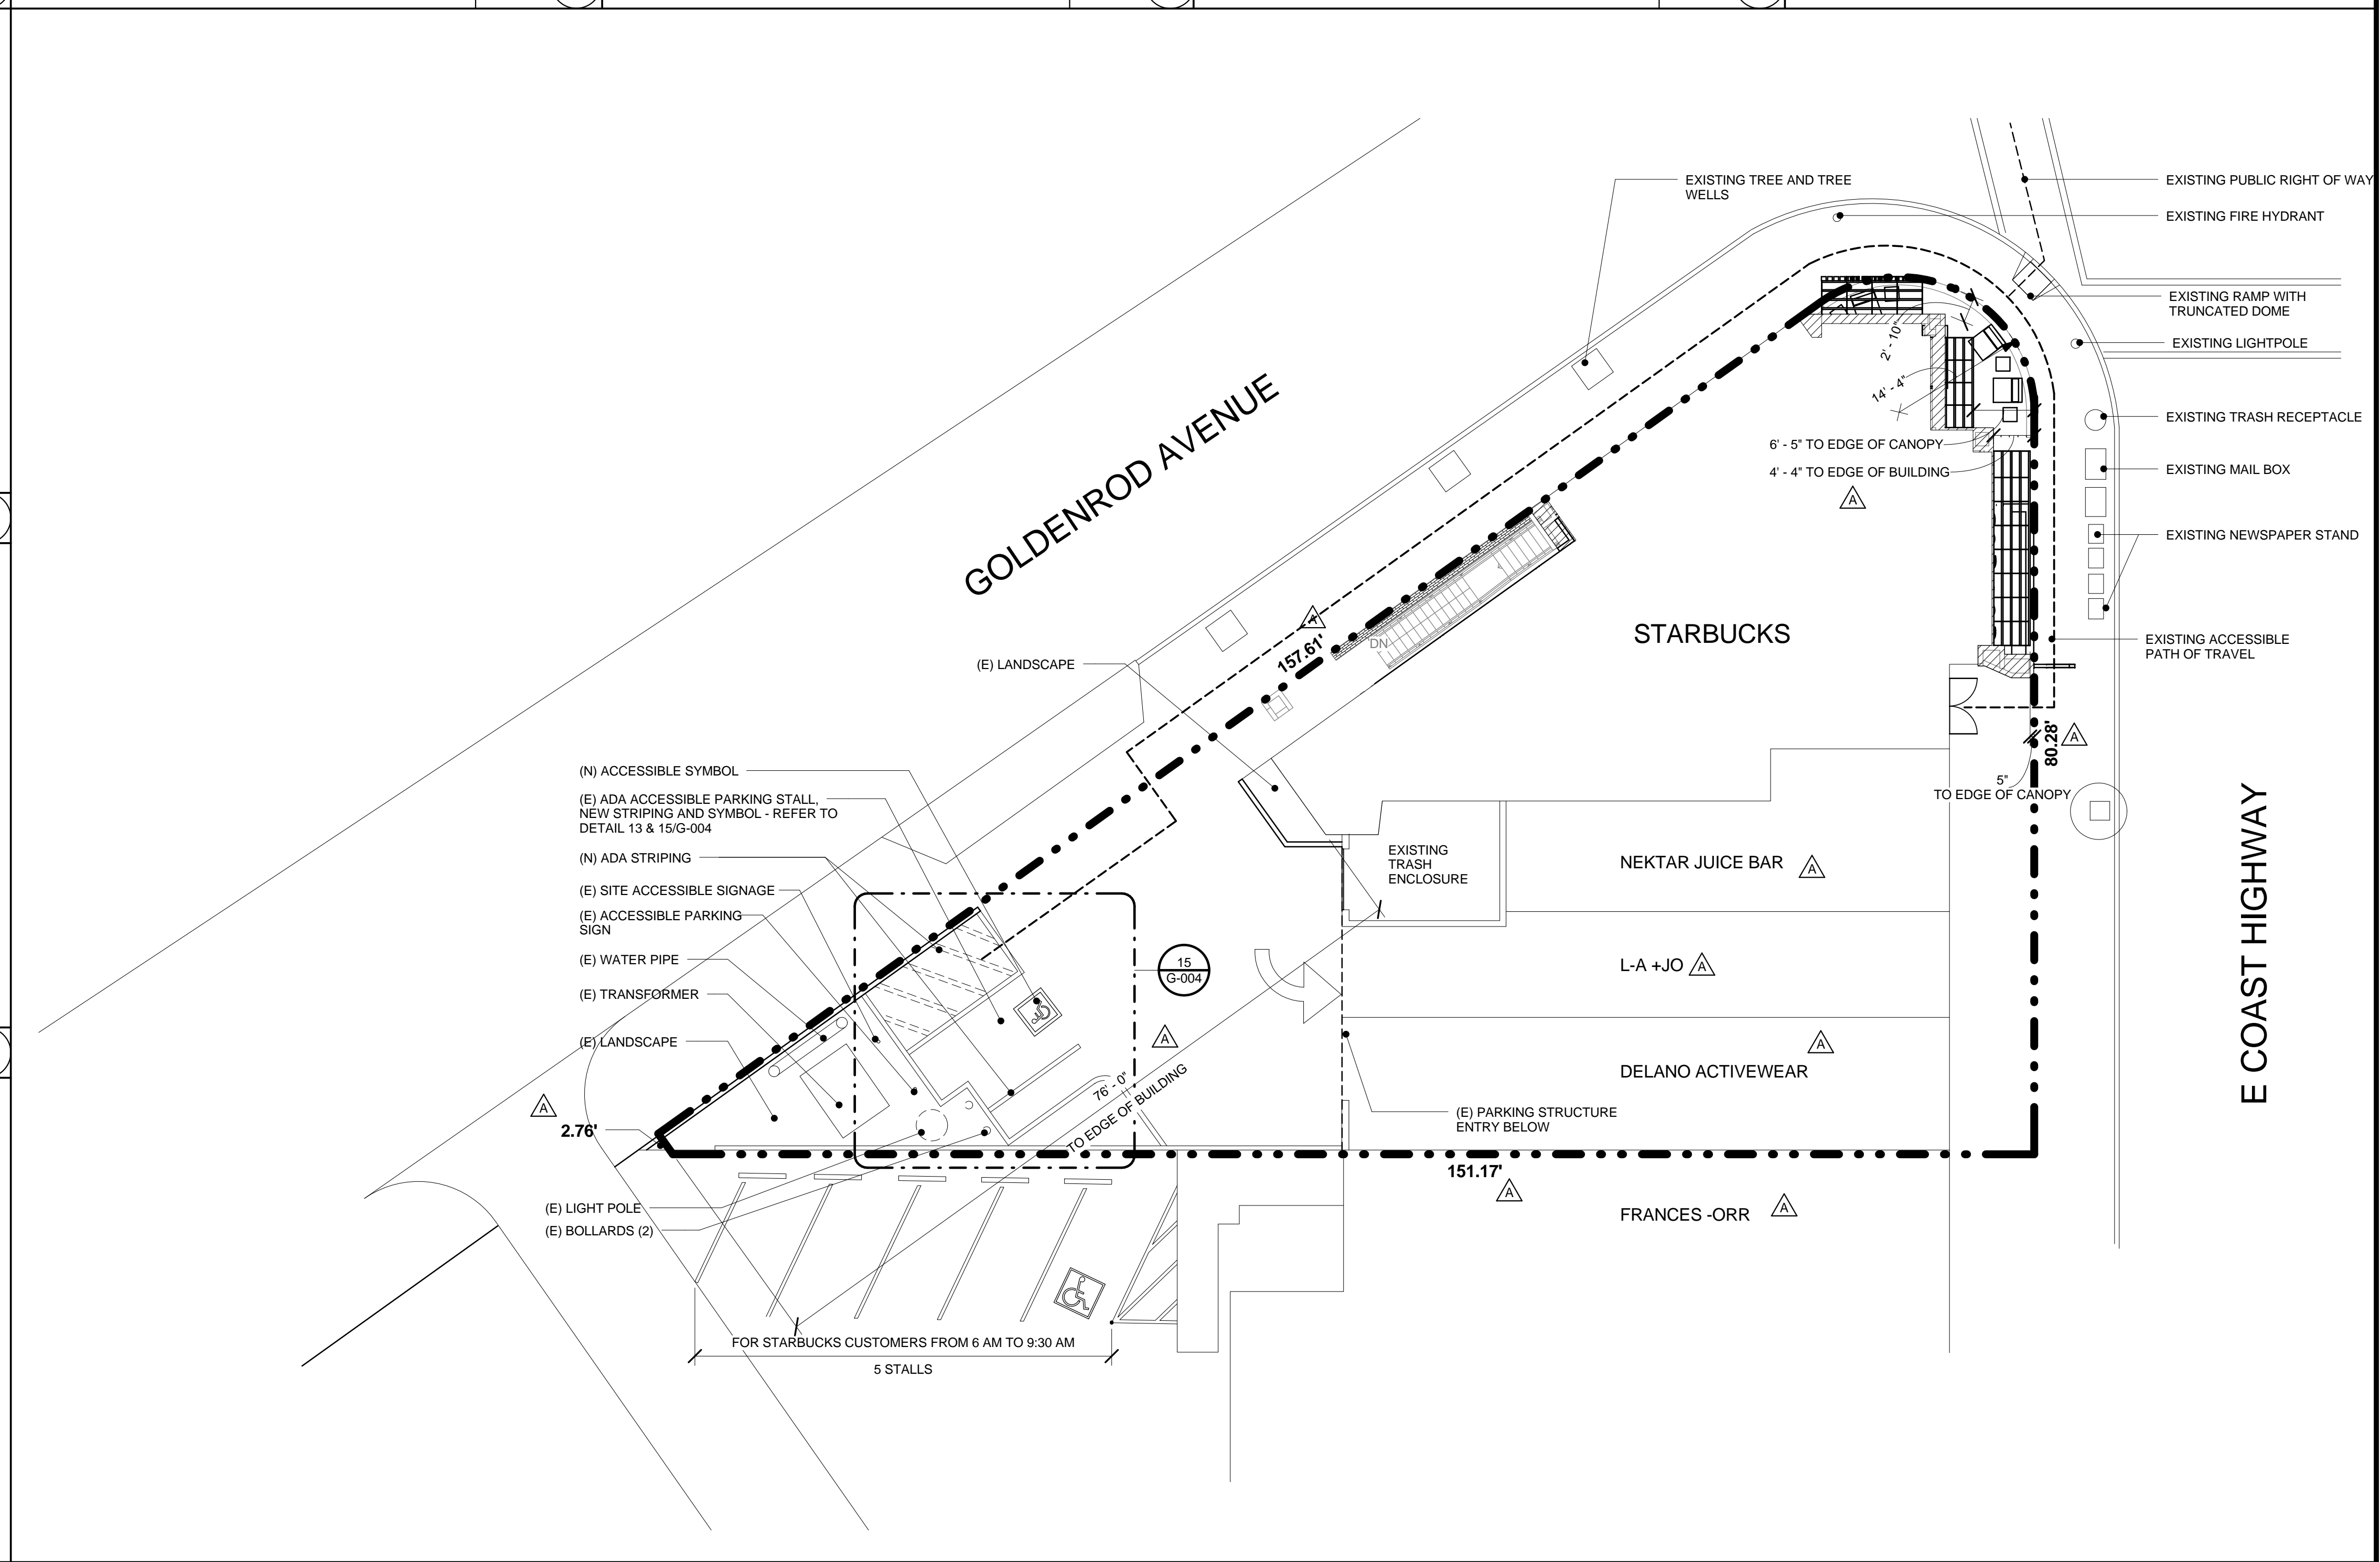 EXISTING TREE AND TREE
WELLS
EXISTING PUBLIC RIGHT OF WAY
EXISTING FIRE HYDRANT
EXISTING RAMP WITH
TRUNCATED DOME
EXISTING LIGHTPOLE
2' - 10"
14' - 4"
EXISTING TRASH RECEPTACLE
6' - 5" TO EDGE OF CANOPY
4' - 4" TO EDGE OF BUILDING
A
EXISTING MAIL BOX
EXISTING NEWSPAPER STAND
GOLDENROD AVENUE
A
157.61'
DN
STARBUCKS
EXISTING ACCESSIBLE
PATH OF TRAVEL
(E) LANDSCAPE
80.28'
A
5"
TO EDGE OF CANOPY
E COAST HIGHWAY
(N) ACCESSIBLE SYMBOL
(E) ADA ACCESSIBLE PARKING STALL,
NEW STRIPING AND SYMBOL - REFER TO
DETAIL 13 & 15/G-004
(N) ADA STRIPING
(E) SITE ACCESSIBLE SIGNAGE
(E) ACCESSIBLE PARKING
SIGN
(E) WATER PIPE
(E) TRANSFORMER
(E) LANDSCAPE
EXISTING
TRASH
ENCLOSURE
NEKTAR JUICE BAR A
15
G-004
L-A +JO A
A
A
DELANO ACTIVEWEAR
76' - 0"
TO EDGE OF BUILDING
(E) PARKING STRUCTURE
ENTRY BELOW
A
2.76'
151.17'
A
FRANCES -ORR A
(E) LIGHT POLE
(E) BOLLARDS (2)
FOR STARBUCKS CUSTOMERS FROM 6 AM TO 9:30 AM
5 STALLS